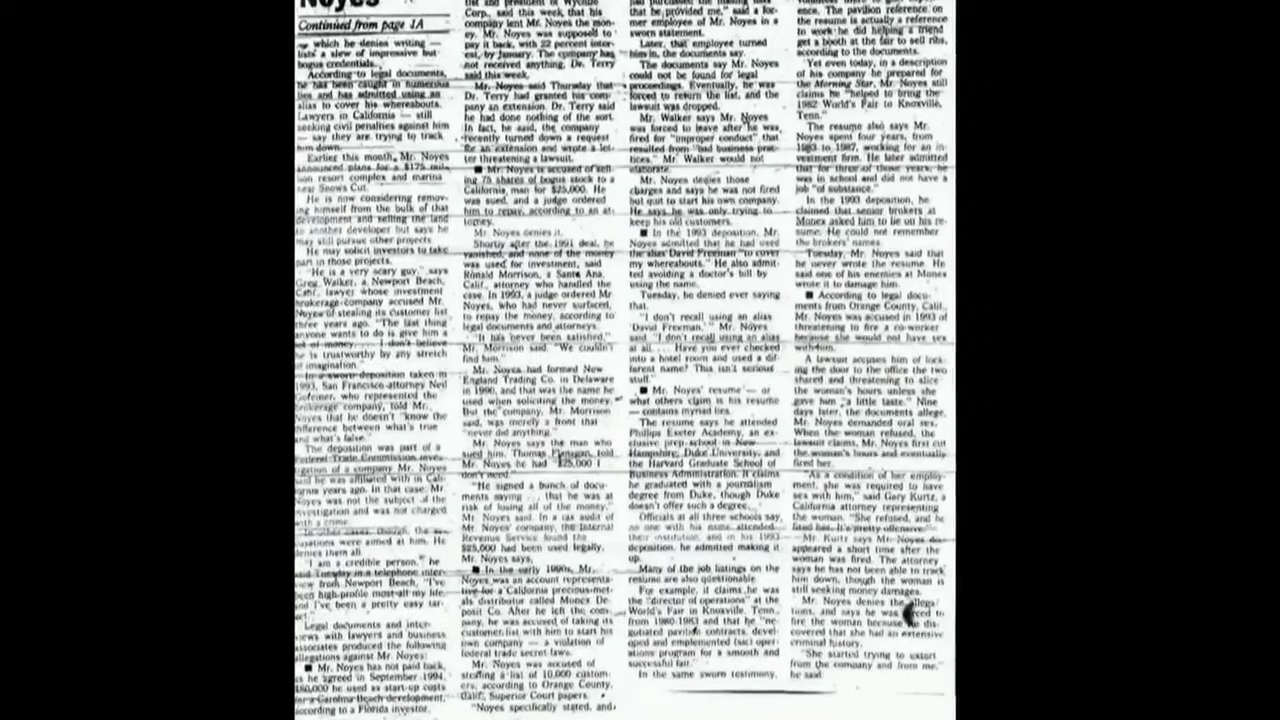 Noyes
Continued from page 1A
which he denies writing —
lists a slew of impressive but
bogus credentials.
According to legal documents,
he has been caught in numerous
lies and has admitted using an
alias to cover his whereabouts.
Lawyers in California — still
seeking civil penalties against him
— say they are trying to track
him down.
Earlier this month, Mr. Noyes
announced plans for a $175 mil-
lion resort complex and marina
near Snows Cut.
He is now considering remov-
ing himself from the bulk of that
development and selling the land
to another developer but says he
may still pursue other projects.
He may solicit investors to take
part in those projects.
"He is a very scary guy," says
Greg Walker, a Newport Beach,
Calif., lawyer whose investment
brokerage company accused Mr.
Noyes of stealing its customer list
three years ago. "The last thing
anyone wants to do is give him a
lot of money. ... I don't believe
he is trustworthy by any stretch
of imagination."
In a sworn deposition taken in
1993, San Francisco attorney Neil
who represented the
brokerage company, told Mr.
Noyes that he doesn't "know the
difference between what's true
and what's false."
The deposition was part of a
Federal Trade Commission inves-
tigation of a company Mr. Noyes
said he was affiliated with in Cali-
fornia years ago. In that case, Mr.
Noyes was not the subject of the
investigation and was not charged
with a crime.
In other cases, though, the ac-
cusations were aimed at him. He
denies them all.
"I am a credible person," he
said Tuesday in a telephone inter-
view from Newport Beach. "I've
been high-profile most all my life,
and I've been a pretty easy tar-
get."
Legal documents and inter-
views with lawyers and business
associates produced the following
allegations against Mr. Noyes:
■ Mr. Noyes has not paid back,
as he agreed in September 1994,
$60,000 he used as start-up costs
for a Carolina Beach development,
according to a Florida investor.
tist and president of
Corp., said this week, that his
company lent Mr. Noyes the mon-
ey. Mr. Noyes was supposed to
pay it back, with 22 percent inter-
est, by January. The company has
not received anything, Dr. Terry
said this week.
Mr. Noyes said Thursday that
Dr. Terry had granted his com-
pany an extension. Dr. Terry said
he had done nothing of the sort.
In fact, he said, the company
recently turned down a request
for an extension and wrote a let-
ter threatening a lawsuit.
■ Mr. Noyes is accused of sell-
ing 75 shares of bogus stock to a
California, man for $25,000. He
was sued, and a judge ordered
him to repay, according to an at-
torney.
Mr. Noyes denies it.
Shortly after the 1991 deal, he
vanished, and none of the money
was used for investment, said
Ronald Morrison, a Santa Ana,
Calif., attorney who handled the
case. In 1993, a judge ordered Mr.
Noyes, who had never surfaced,
to repay the money, according to
legal documents and attorneys.
"It has never been satisfied,"
Mr. Morrison said. "We couldn't
find him."
Mr. Noyes had formed New
England Trading Co. in Delaware
in 1990, and that was the name he
used when soliciting the money.
But the company, Mr. Morrison
said, was merely a front that
"never did anything."
Mr. Noyes says the man who
sued him, Thomas Flanagan, told
Mr. Noyes he had "$25,000 I
don't need."
"He signed a bunch of docu-
ments saying ... that he was at
risk of losing all of the money,"
Mr. Noyes said. In a tax audit of
Mr. Noyes' company, the Internal
Revenue Service found the
$25,000 had been used legally,
Mr. Noyes says.
■ In the early 1990s, Mr.
Noyes was an account representa-
tive for a California precious-met-
als distributor called Monex De-
posit Co. After he left the com-
pany, he was accused of taking its
customer list with him to start his
own company — a violation of
federal trade secret laws.
Mr. Noyes was accused of
stealing a list of 10,000 custom-
ers, according to Orange County,
Calif., Superior Court papers.
"Noyes specifically stated, and
had purchased the mailing lists
that he provided me," said a for-
mer employee of Mr. Noyes in a
sworn statement.
Later, that employee turned
him in, the documents say.
The documents say Mr. Noyes
could not be found for legal
proceedings. Eventually, he was
forced to return the list, and the
lawsuit was dropped.
Mr. Walker says Mr. Noyes
was forced to leave after he was
fired for "improper conduct" that
resulted from "bad business prac-
tices." Mr. Walker would not
elaborate.
Mr. Noyes denies those
charges and says he was not fired
but quit to start his own company.
He says he was only trying to
keep his old customers.
■ In the 1993 deposition, Mr.
Noyes admitted that he had used
the alias David Freeman "to cover
my whereabouts." He also admit-
ted avoiding a doctor's bill by
using the name.
Tuesday, he denied ever saying
that.
"I don't recall using an alias
'David Freeman,'" Mr. Noyes
said. "I don't recall using an alias
at all. ... Have you ever checked
into a hotel room and used a dif-
ferent name? This isn't serious
stuff."
■ Mr. Noyes' resume — or
what others claim is his resume
— contains myriad lies.
The resume says he attended
Phillips Exeter Academy, an ex-
clusive prep school in New
Hampshire, Duke University, and
the Harvard Graduate School of
Business Administration. It claims
he graduated with a journalism
degree from Duke, though Duke
doesn't offer such a degree.
Officials at all three schools say,
no one with his name attended
their institution, and in his 1993
deposition, he admitted making it
up.
Many of the job listings on the
resume are also questionable.
For example, it claims he was
the "director of operations" at the
World's Fair in Knoxville, Tenn.,
from 1980-1983 and that he "ne-
gotiated pavilion contracts, devel-
oped and emplemented (sic) oper-
ations program for a smooth and
successful fair."
In the same sworn testimony,
ence. The pavilion reference on
the resume is actually a reference
to work he did helping a friend
get a booth at the fair to sell ribs,
according to the documents.
Yet even today, in a description
of his company he prepared for
the Morning Star, Mr. Noyes still
claims he "helped to bring the
1982 World's Fair to Knoxville,
Tenn."
The resume also says Mr.
Noyes spent four years, from
1983 to 1987, working for an in-
vestment firm. He later admitted
that for three of those years, he
was in school and did not have a
job "of substance."
In the 1993 deposition, he
claimed that senior brokers at
Monex asked him to lie on his re-
sume. He could not remember
the brokers' names.
Tuesday, Mr. Noyes said that
he never wrote the resume. He
said one of his enemies at Monex
wrote it to damage him.
■ According to legal docu-
ments from Orange County, Calif.,
Mr. Noyes was accused in 1993 of
threatening to fire a co-worker
because she would not have sex
with him.
A lawsuit accuses him of lock-
ing the door to the office the two
shared and threatening to slice
the woman's hours unless she
gave him "a little taste." Nine
days later, the documents allege,
Mr. Noyes demanded oral sex.
When the woman refused, the
lawsuit claims, Mr. Noyes first cut
the woman's hours and eventually
fired her.
"As a condition of her employ-
ment, she was required to have
sex with him," said Gary Kurtz, a
California attorney representing
the woman. "She refused, and he
fired her. It's pretty offensive."
Mr. Kurtz says Mr. Noyes dis-
appeared a short time after the
woman was fired. The attorney
says he has not been able to track
him down, though the woman is
still seeking money damages.
Mr. Noyes denies the allega-
tions, and says he was forced to
fire the woman because he dis-
covered that she had an extensive
criminal history.
"She started trying to extort
from the company and from me,"
he said.